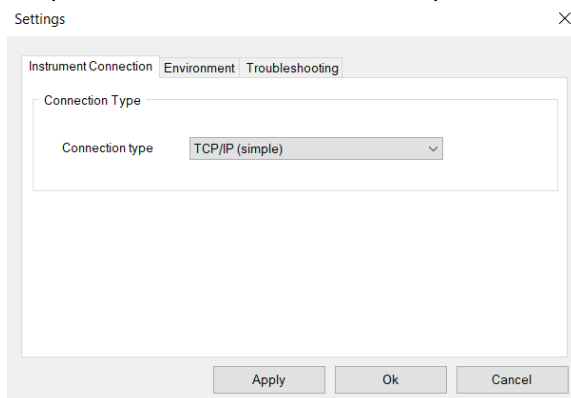 Settings
Instrument Connection Environment Troubleshooting
Connection Type
Connection type TCP/IP (simple)
Apply Ok Cancel